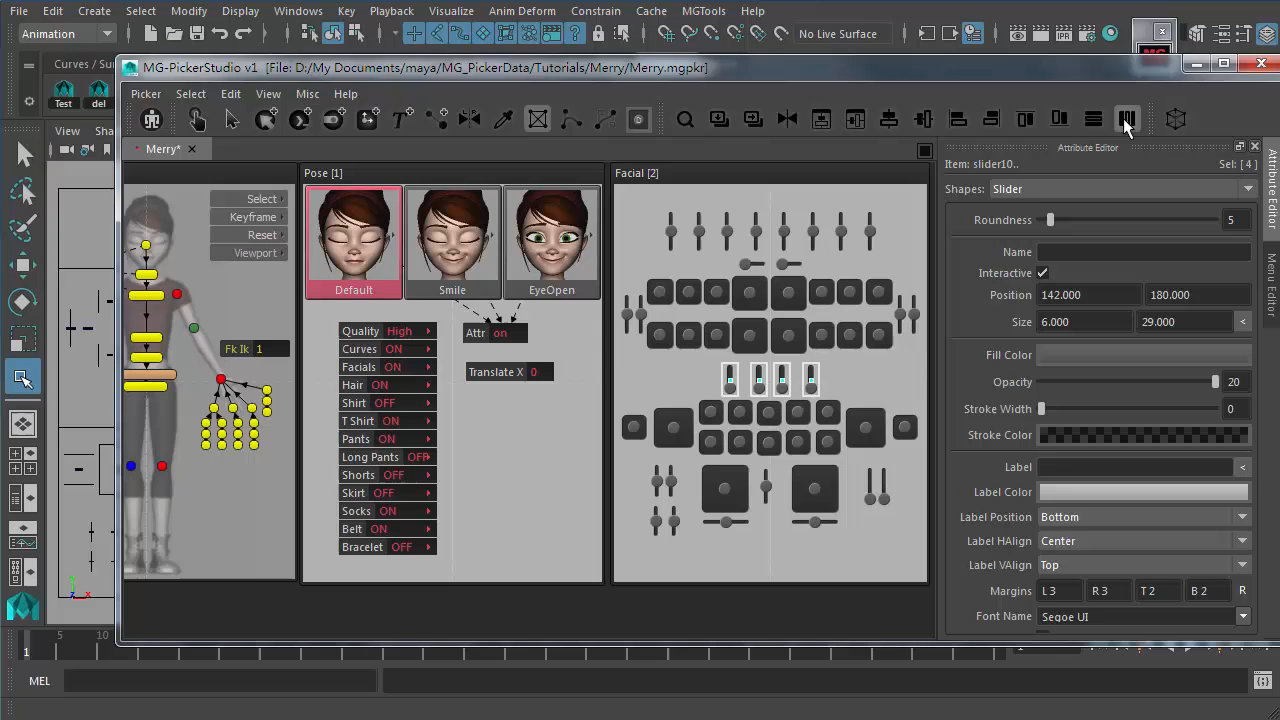 File Edit Create Select Modify Display Windows Key Playback Visualize Anim Deform Constrain Cache MGTools Help
Animation No Live Surface
MG-PickerStudio v1 [File: D:/My Documents/maya/MG_PickerData/Tutorials/Merry/Merry.mgpkr]
Curves / Su
Picker Select Edit View Misc Help
Test del
View Sha
Merry*
Attribute Editor
Item: slider10.. Sel: [ 4 ]
Pose [1]
Facial [2]
Shapes: Slider
Select
Keyframe
Reset
Viewport
Default
Smile
EyeOpen
Roundness 5
Name
Interactive
Position 142.000 180.000
Size 6.000 29.000 <
Fill Color
Opacity 20
Stroke Width 0
Stroke Color
Label <
Label Color
Label Position Bottom
Label HAlign Center
Label VAlign Top
Margins L 3 R 3 T 2 B 2 R
Font Name Segoe UI
Attribute Editor
Menu Editor
Fk Ik 1
Quality High
Curves ON
Facials ON
Hair ON
Shirt OFF
T Shirt ON
Pants ON
Long Pants OFF
Shorts OFF
Skirt OFF
Socks ON
Belt ON
Bracelet OFF
Attr on
Translate X 0
5 10
1
MEL